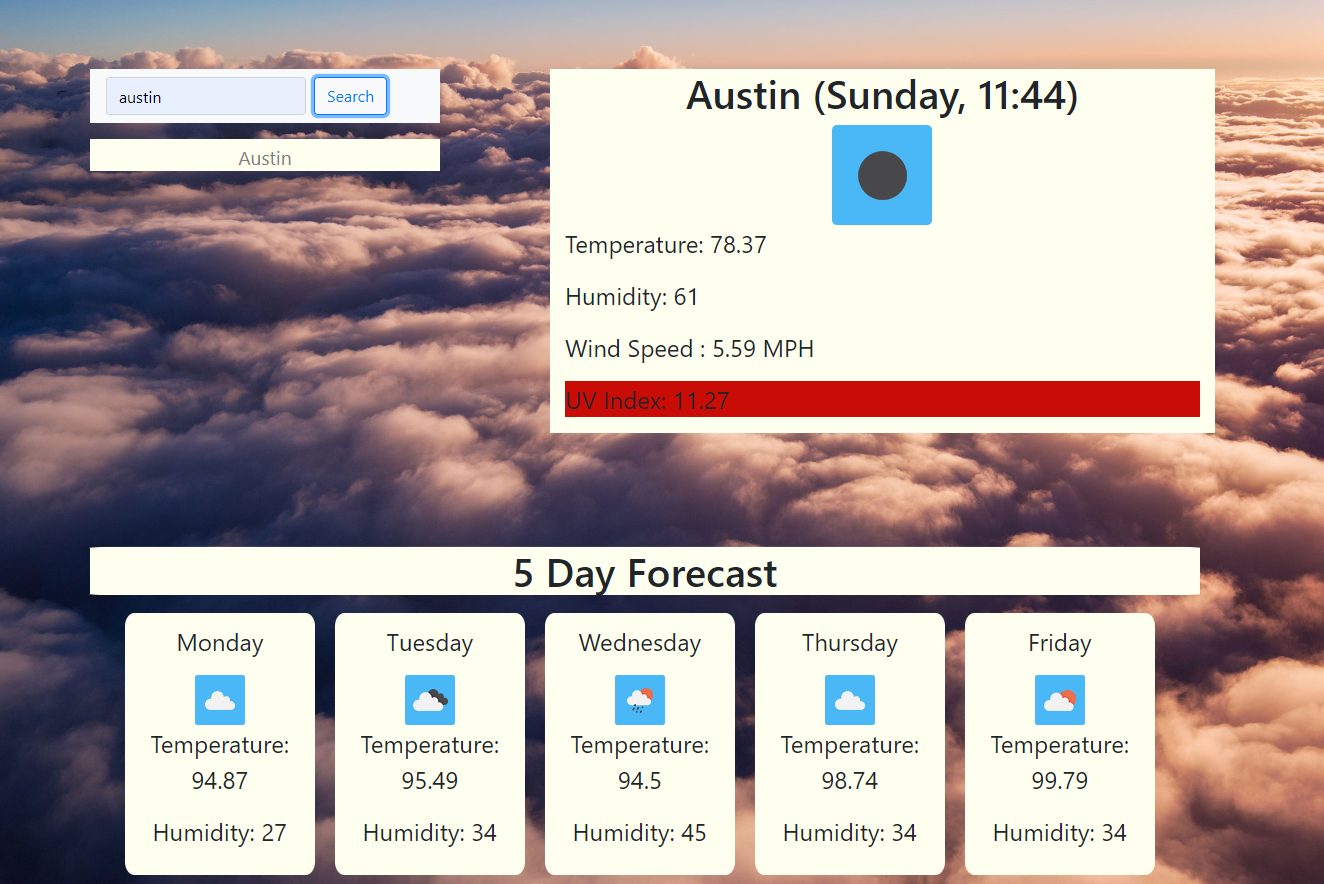 austin
Search
Austin
Austin (Sunday, 11:44)
Temperature: 78.37
Humidity: 61
Wind Speed : 5.59 MPH
UV Index: 11.27
5 Day Forecast
Monday
Temperature:
94.87
Humidity: 27
Tuesday
Temperature:
95.49
Humidity: 34
Wednesday
Temperature:
94.5
Humidity: 45
Thursday
Temperature:
98.74
Humidity: 34
Friday
Temperature:
99.79
Humidity: 34